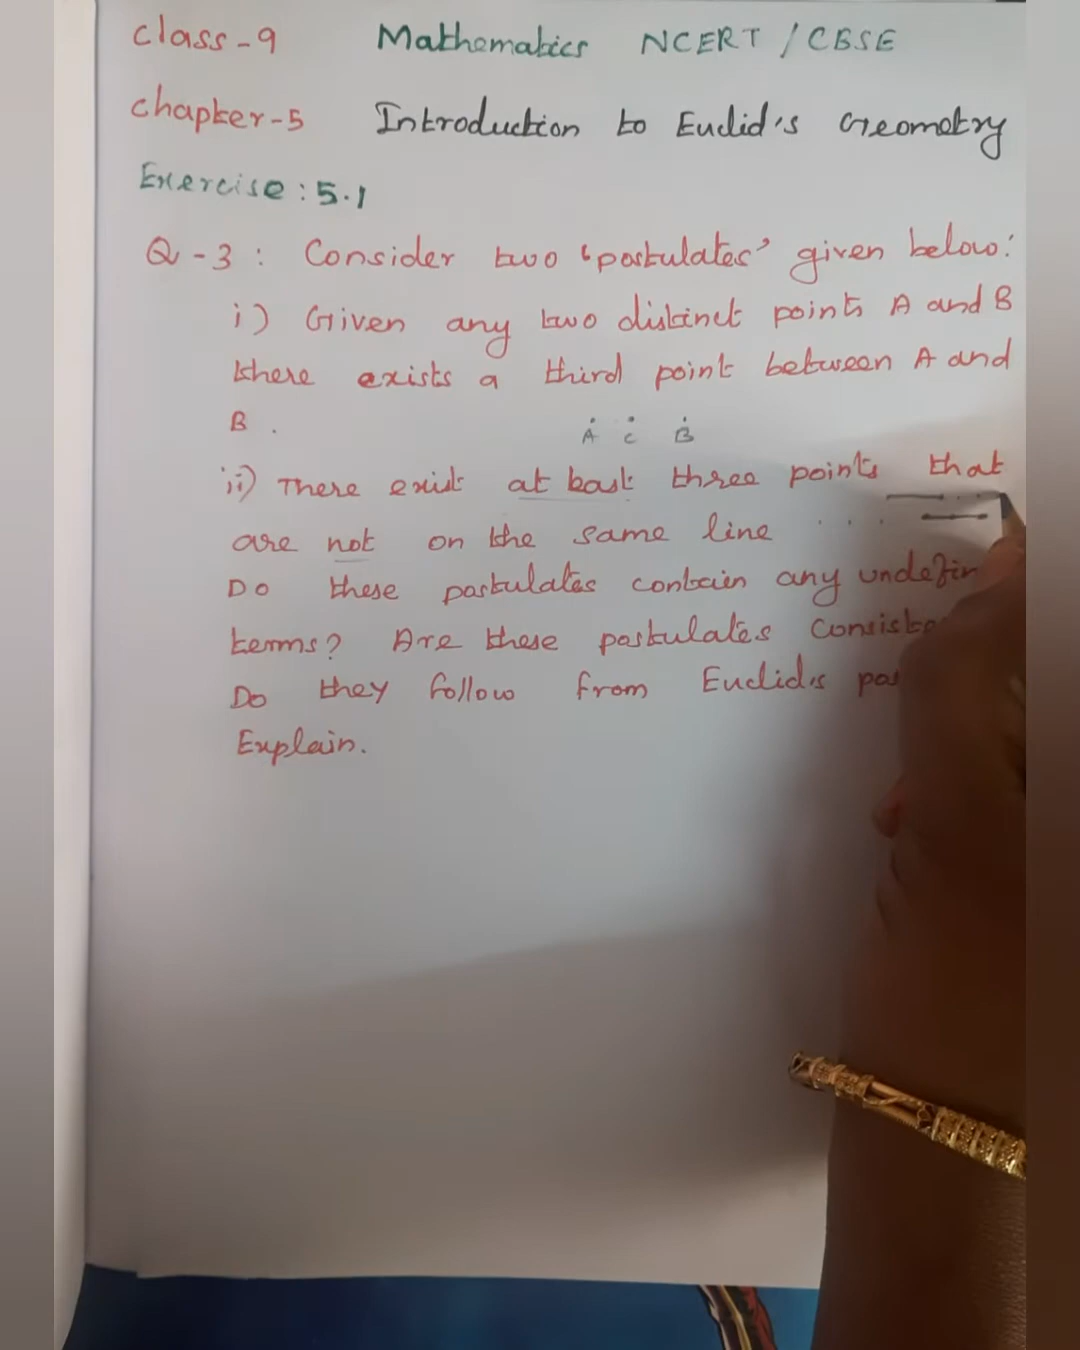 Class-9 Mathematics NCERT / CBSE
Chapter-5 Introduction to Euclid's Geometry
Exercise: 5.1
Q-3: Consider two 'postulates' given below:
i) Given any two distinct points A and B
there exists a third point between A and
B.
A C B
ii) There exist at least three points that
are not on the same line
Do these postulates contain any
terms? Are these postulates
Do they follow from Euclid's
Explain.